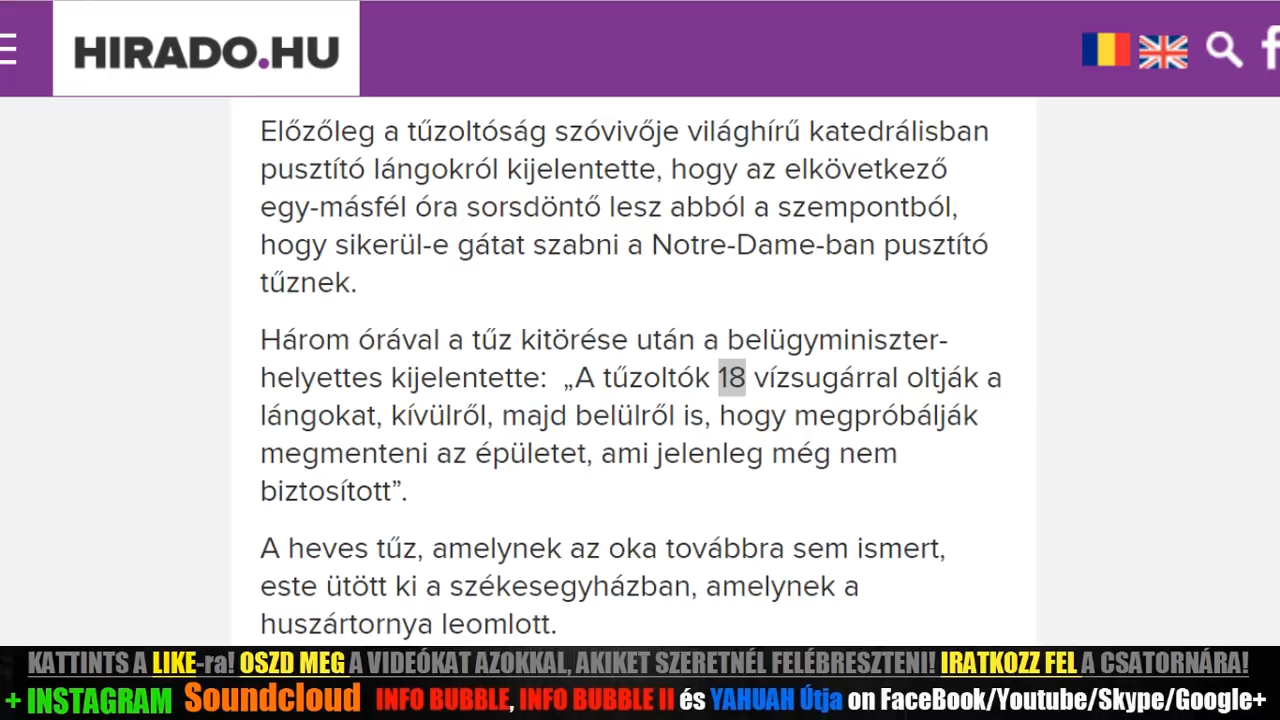 HIRADO.HU
Előzőleg a tűzoltóság szóvivője világhírű katedrálisban
pusztító lángokról kijelentette, hogy az elkövetkező
egy-másfél óra sorsdöntő lesz abból a szempontból,
hogy sikerül-e gátat szabni a Notre-Dame-ban pusztító
tűznek.
Három órával a tűz kitörése után a belügyminiszter-
helyettes kijelentette: „A tűzoltók 18 vízsugárral oltják a
lángokat, kívülről, majd belülről is, hogy megpróbálják
megmenteni az épületet, ami jelenleg még nem
biztosított”.
A heves tűz, amelynek az oka továbbra sem ismert,
este ütött ki a székesegyházban, amelynek a
huszártornya leomlott.
KATTINTS A LIKE-ra! OSZD MEG A VIDEÓKAT AZOKKAL, AKIKET SZERETNÉL FELÉBRESZTENI! IRATKOZZ FEL A CSATORNÁRA!
+ INSTAGRAM Soundcloud INFO BUBBLE, INFO BUBBLE II és YAHUAH Útja on FaceBook/Youtube/Skype/Google+